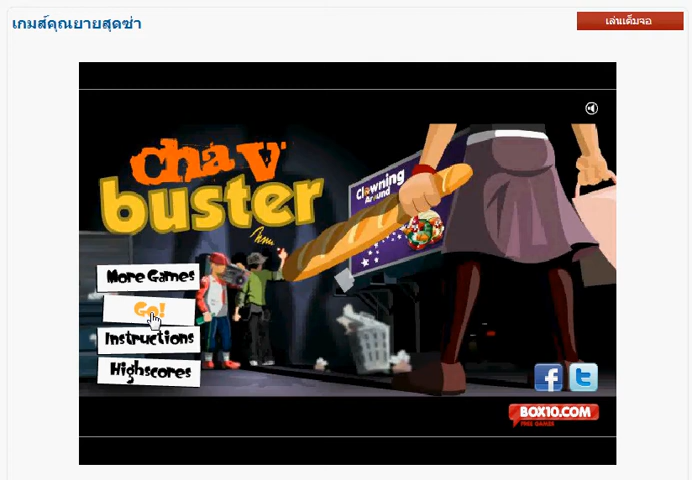 เกมส์คุณยายสุดซ่า
เล่นเต็มจอ
chav
buster
Menu
Clowning
Around
More Games
Go!
Instructions
Highscores
f
t
BOX10.COM
FREE GAMES